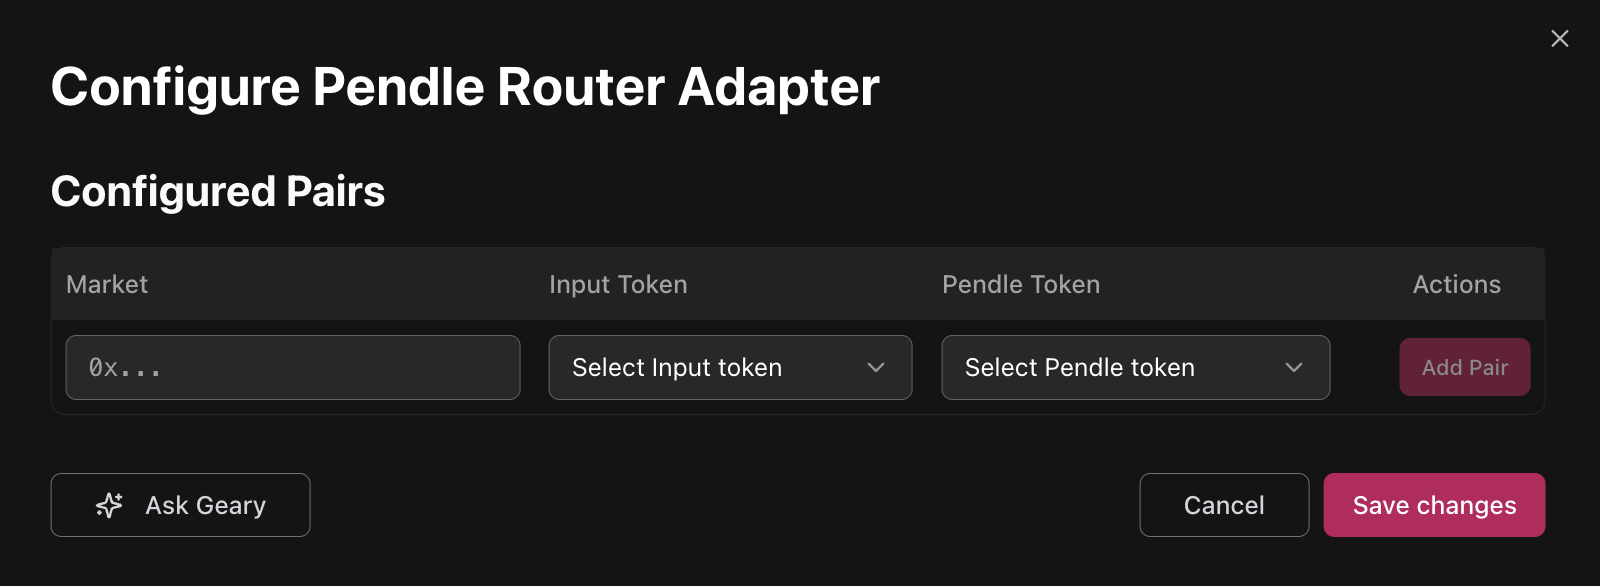 Configure Pendle Router Adapter
Configured Pairs
Market Input Token Pendle Token Actions
0x... Select Input token Select Pendle token Add Pair
Ask Geary Cancel Save changes